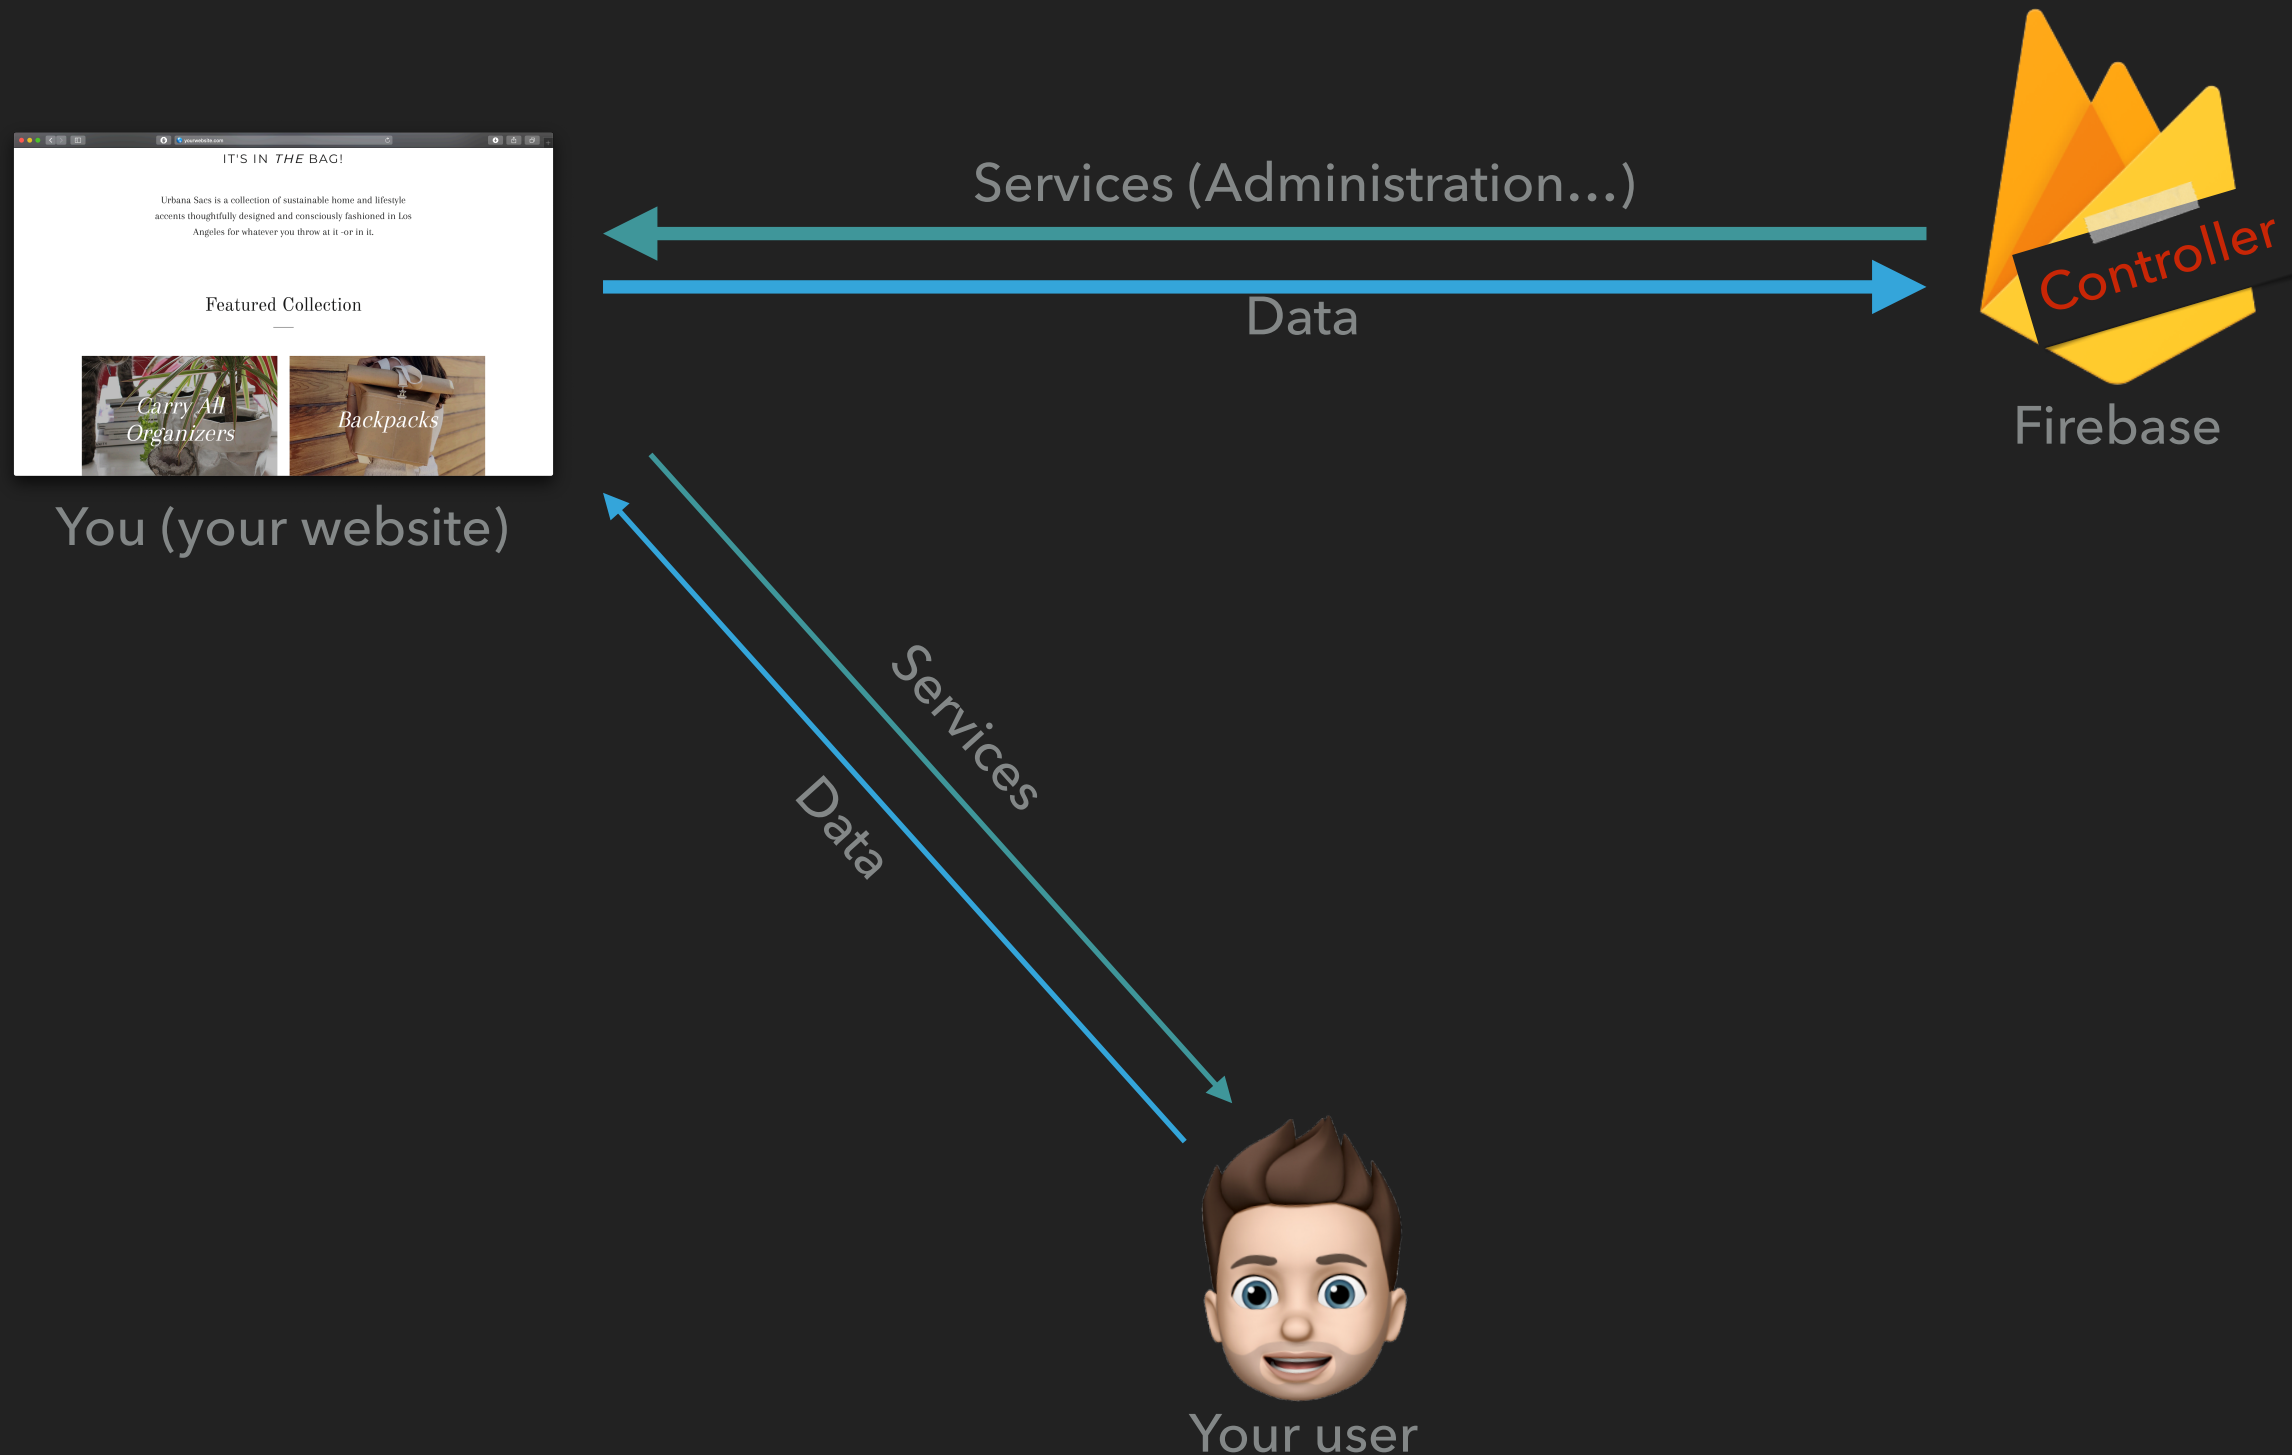 yourwebsite.com
IT'S IN THE BAG!
Urbana Sacs is a collection of sustainable home and lifestyle
accents thoughtfully designed and consciously fashioned in Los
Angeles for whatever you throw at it -or in it.
Featured Collection
Carry All
Organizers
Backpacks
You (your website)
Services (Administration…)
Data
Controller
Firebase
Services
Data
Your user